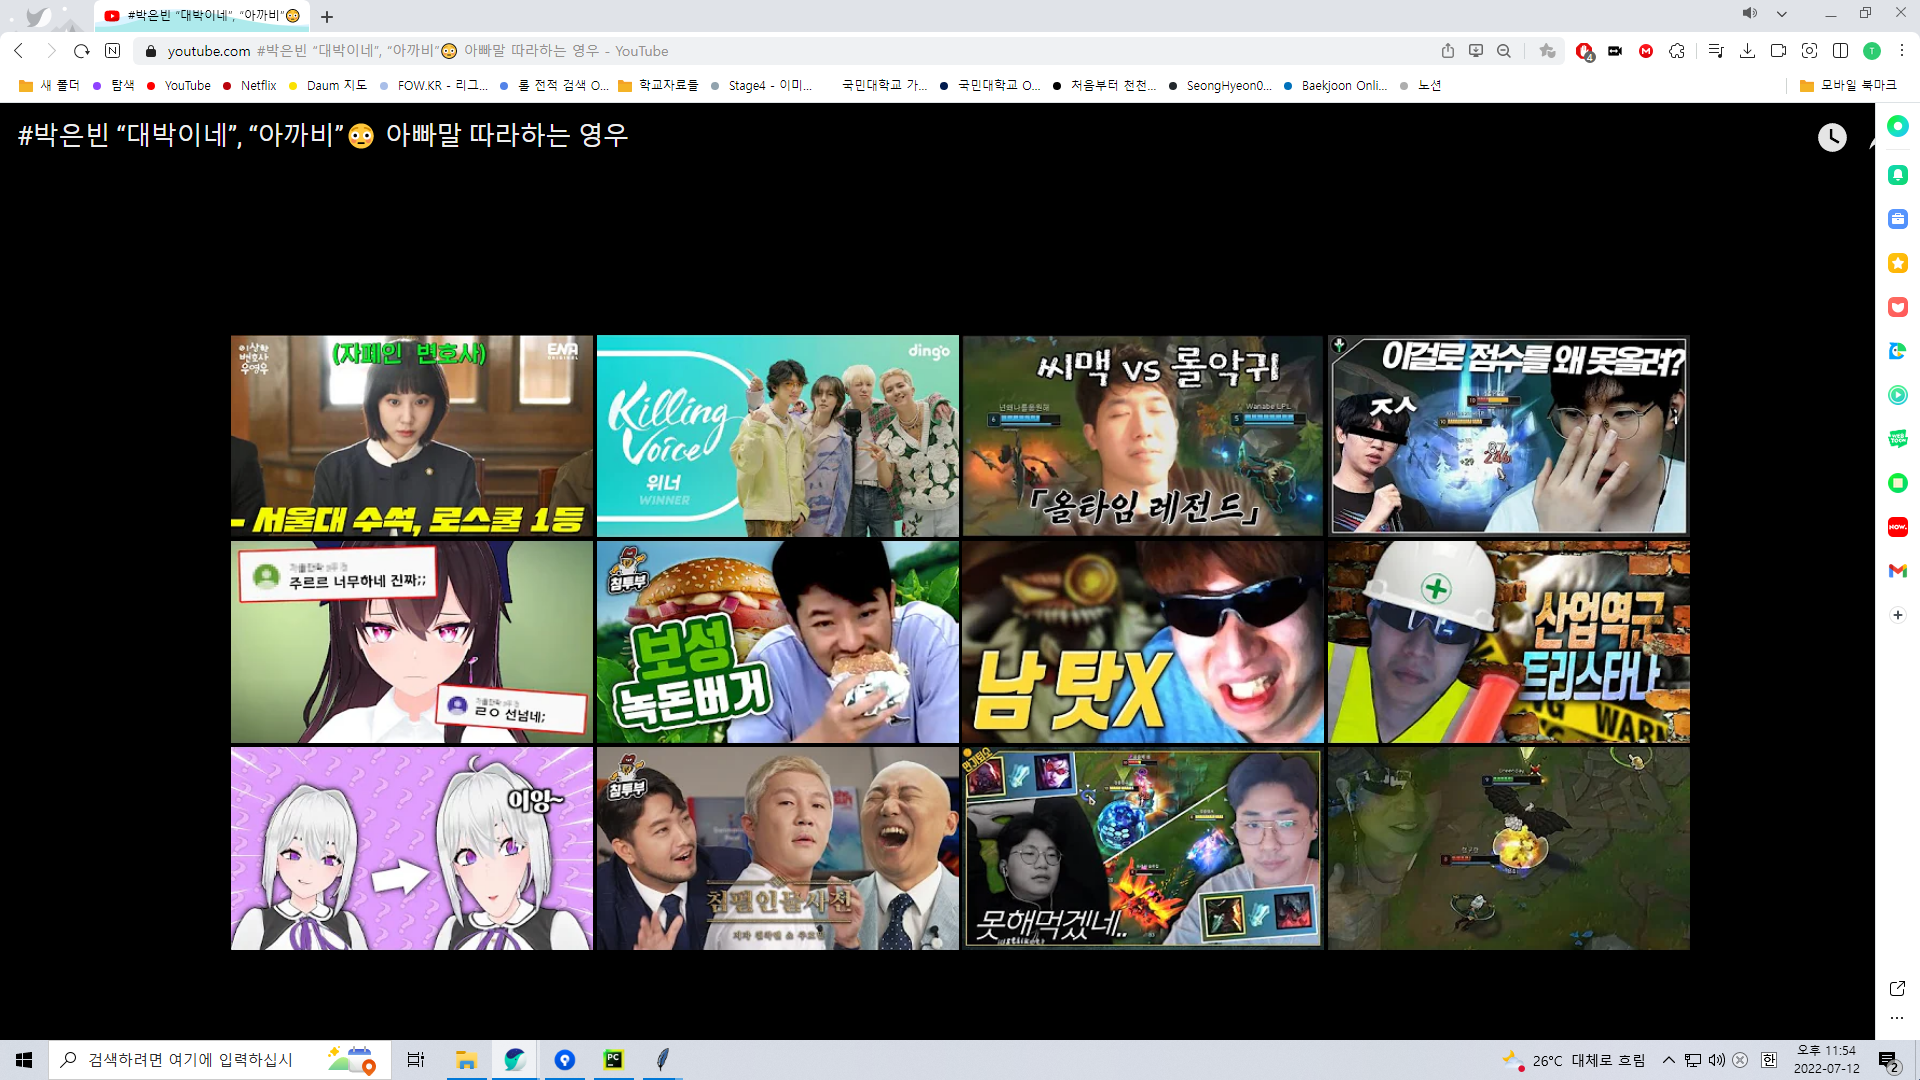 #박은빈 “대박이네”, “아까비”😳
youtube.com #박은빈 “대박이네”, “아까비”😳 아빠말 따라하는 영우 - YouTube
4
T
새 폴더 탐색 YouTube Netflix Daum 지도 FOW.KR - 리그... 롤 전적 검색 O... 학교자료들 Stage4 - 이미... 국민대학교 가... 국민대학교 O... 처음부터 천천... SeongHyeon0... Baekjoon Onli... 노션 모바일 북마크
#박은빈 “대박이네”, “아까비”😳 아빠말 따라하는 영우
이상한
변호사
우영우
(자폐인 변호사)
ENA
ORIGINAL
- 서울대 수석, 로스쿨 1등
dingo
Killing
Voice
위너
WINNER
씨맥 vs 롤악귀
Wanabe LPL
「올타임 레전드」
이걸로 점수를 왜 못올려?
ㅈㅅ
주르르 너무하네 진짜;;
ㄹㅇ 선넘네;
침투부
보성
녹돈버거
남 탓X
산업역군
트리스타나
WARN
이잉~
침투부
침펄인물사전
못해먹겠네..
NOW.
WEB
TOON
검색하려면 여기에 입력하십시
PC
26°C 대체로 흐림
한
오후 11:54
2022-07-12
2